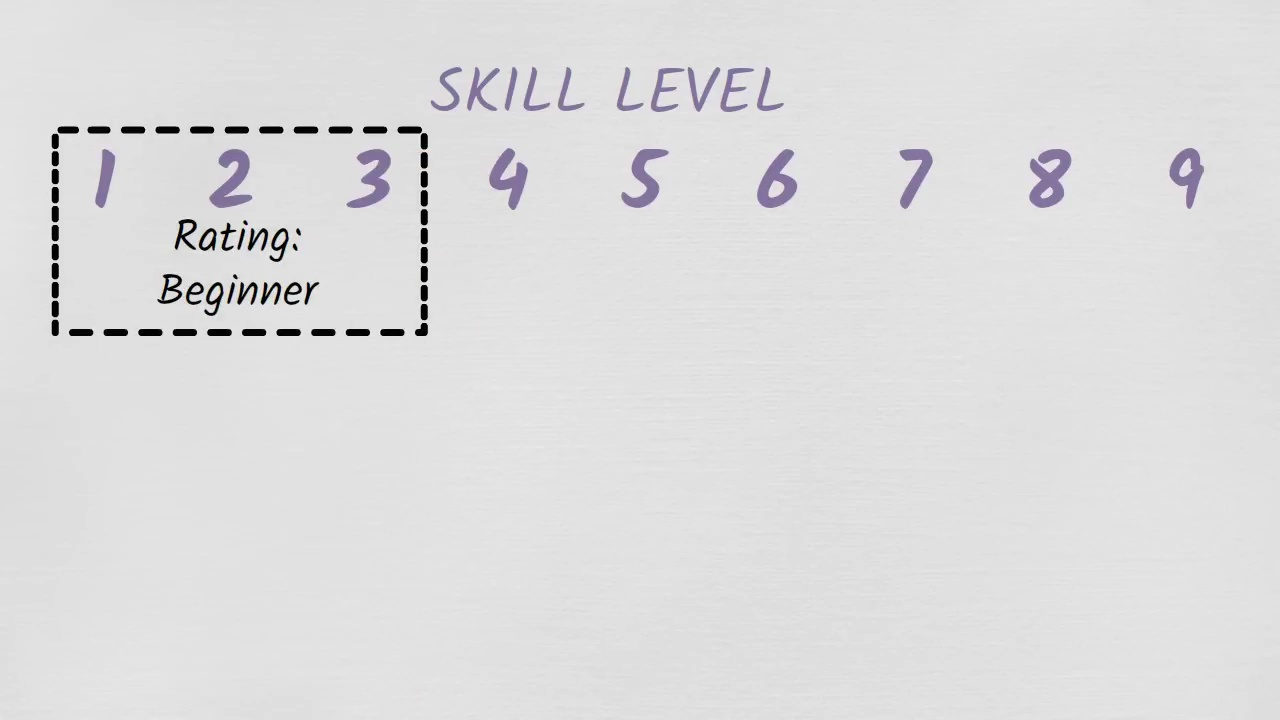 SKILL LEVEL
1 2 3 4 5 6 7 8 9
Rating:
Beginner